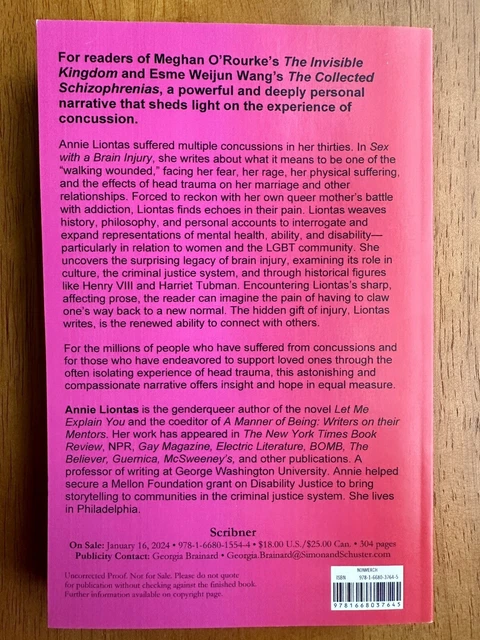 For readers of Meghan O'Rourke's The Invisible
Kingdom and Esme Weijun Wang's The Collected
Schizophrenias, a powerful and deeply personal
narrative that sheds light on the experience of
concussion.
Annie Liontas suffered multiple concussions in her thirties. In Sex
with a Brain Injury, she writes about what it means to be one of the
"walking wounded," facing her fear, her rage, her physical suffering,
and the effects of head trauma on her marriage and other
relationships. Forced to reckon with her own queer mother's battle
with addiction, Liontas finds echoes in their pain. Liontas weaves
history, philosophy, and personal accounts to interrogate and
expand representations of mental health, ability, and disability—
particularly in relation to women and the LGBT community. She
uncovers the surprising legacy of brain injury, examining its role in
culture, the criminal justice system, and through historical figures
like Henry VIII and Harriet Tubman. Encountering Liontas's sharp,
affecting prose, the reader can imagine the pain of having to claw
one's way back to a new normal. The hidden gift of injury, Liontas
writes, is the renewed ability to connect with others.
For the millions of people who have suffered from concussions and
for those who have endeavored to support loved ones through the
often isolating experience of head trauma, this astonishing and
compassionate narrative offers insight and hope in equal measure.
Annie Liontas is the genderqueer author of the novel Let Me
Explain You and the coeditor of A Manner of Being: Writers on their
Mentors. Her work has appeared in The New York Times Book
Review, NPR, Gay Magazine, Electric Literature, BOMB, The
Believer, Guernica, McSweeney's, and other publications. A
professor of writing at George Washington University. Annie helped
secure a Mellon Foundation grant on Disability Justice to bring
storytelling to communities in the criminal justice system. She lives
in Philadelphia.
Scribner
On Sale: January 16, 2024 • 978-1-6680-1554-4 • $18.00 U.S./$25.00 Can. • 304 pages
Publicity Contact: Georgia Brainard • Georgia.Brainard@SimonandSchuster.com
Uncorrected Proof. Not for Sale. Please do not quote
for publication without checking against the finished book.
Further information available on copyright page.
NONMERCH
ISBN 978-1-6680-3764-5
9781668037645